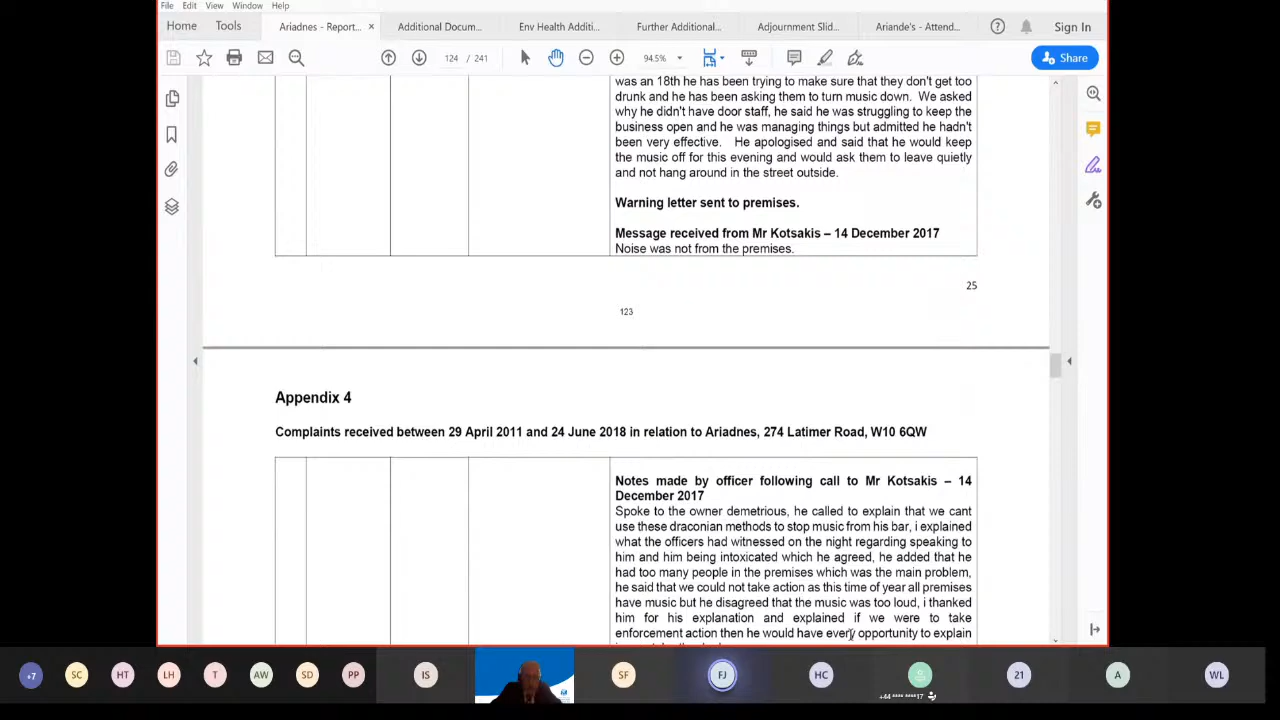 File Edit View Window Help
Home Tools Ariadnes - Report... × Additional Docum... Env Health Additi... Further Additional... Adjournment Slid... Ariande's - Attend... Sign In
124 / 241 94.5% Share
was an 18th he has been trying to make sure that they don't get too
drunk and he has been asking them to turn music down. We asked
why he didn't have door staff, he said he was struggling to keep the
business open and he was managing things but admitted he hadn't
been very effective. He apologised and said that he would keep
the music off for this evening and would ask them to leave quietly
and not hang around in the street outside.
Warning letter sent to premises.
Message received from Mr Kotsakis – 14 December 2017
Noise was not from the premises.
25
123
Appendix 4
Complaints received between 29 April 2011 and 24 June 2018 in relation to Ariadnes, 274 Latimer Road, W10 6QW
Notes made by officer following call to Mr Kotsakis – 14
December 2017
Spoke to the owner demetrious, he called to explain that we cant
use these draconian methods to stop music from his bar, i explained
what the officers had witnessed on the night regarding speaking to
him and him being intoxicated which he agreed, he added that he
had too many people in the premises which was the main problem,
he said that we could not take action as this time of year all premises
have music but he disagreed that the music was too loud, i thanked
him for his explanation and explained if we were to take
enforcement action then he would have every opportunity to explain
+7 SC HT LH T AW SD PP IS SF FJ HC S 21 A WL
+44 **** ****17